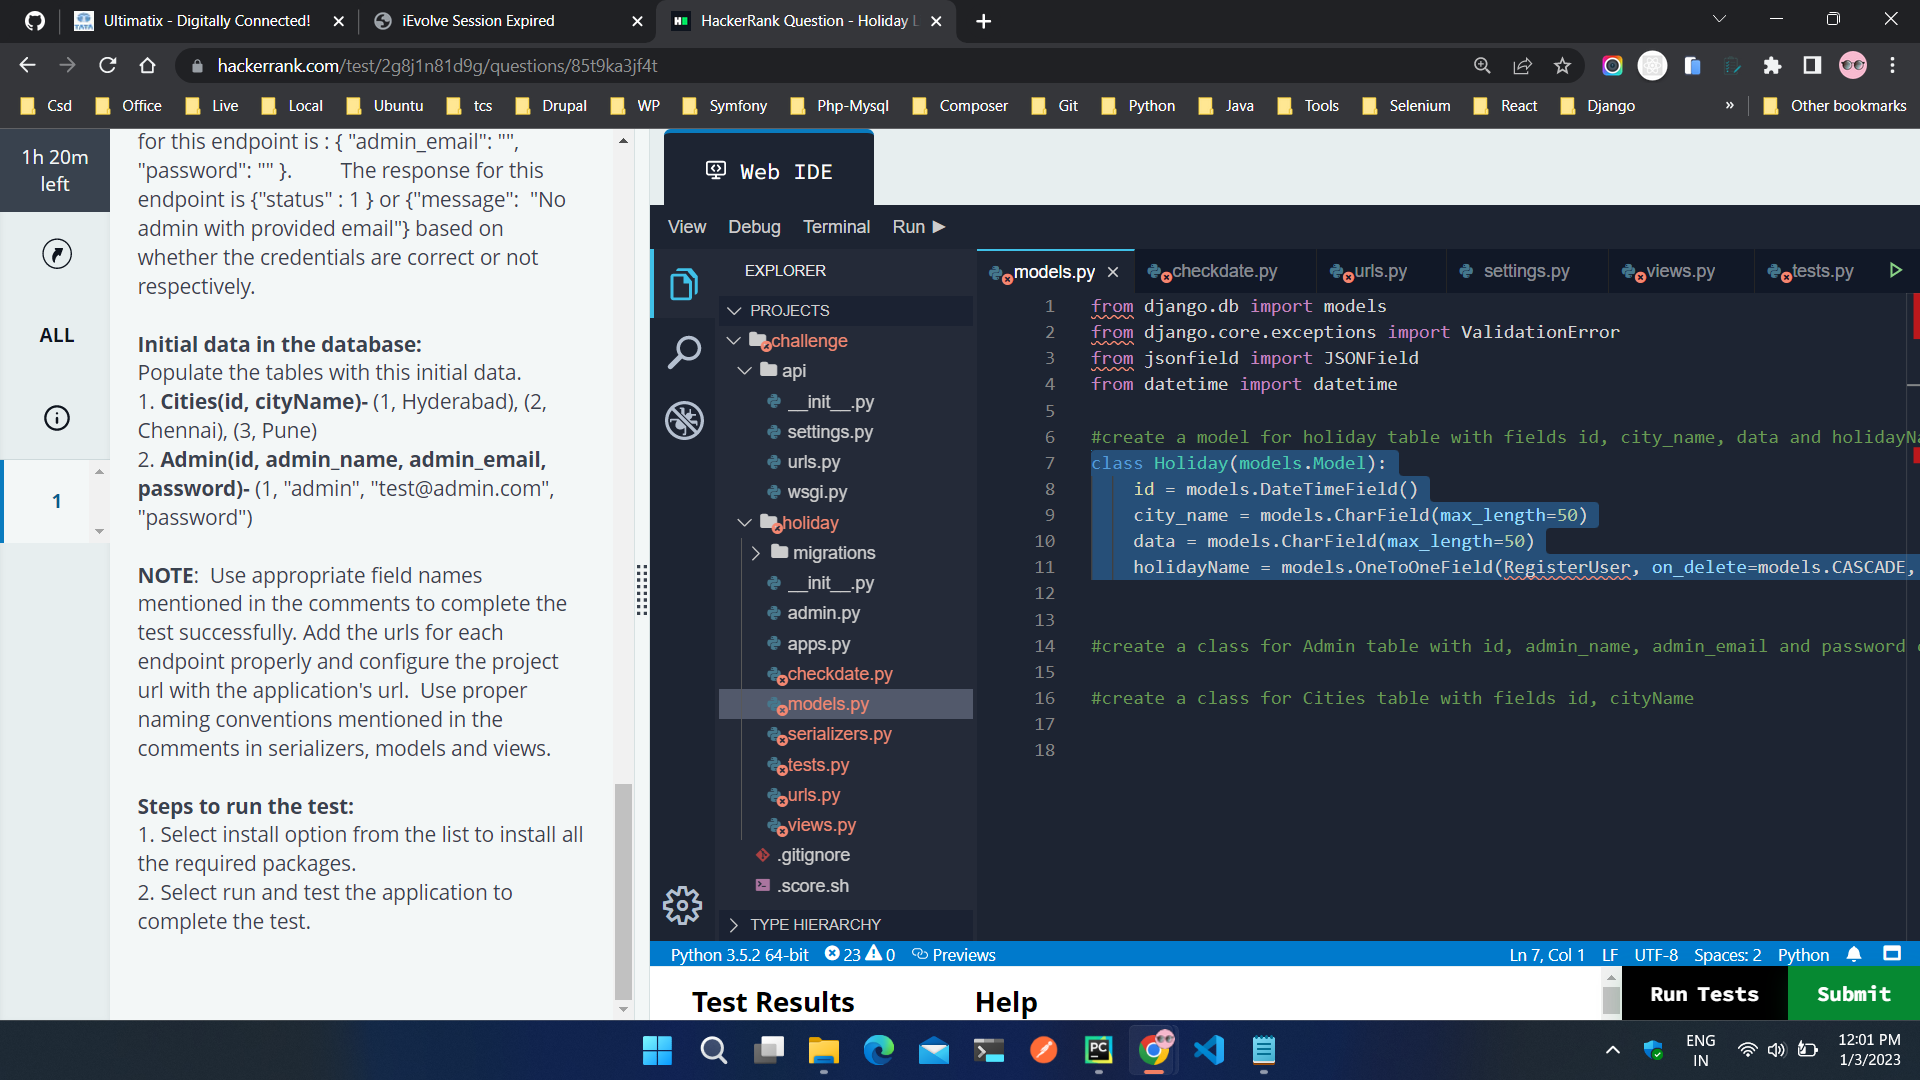 Ultimatix - Digitally Connected!
iEvolve Session Expired
HackerRank Question - Holiday L
hackerrank.com/test/2g8j1n81d9g/questions/85t9ka3jf4t
Csd Office Live Local Ubuntu tcs Drupal WP Symfony Php-Mysql Composer Git Python Java Tools Selenium React Django » Other bookmarks
1h 20m
left
ALL
1
for this endpoint is : { "admin_email": "",
"password": "" }. The response for this
endpoint is {"status" : 1 } or {"message": "No
admin with provided email"} based on
whether the credentials are correct or not
respectively.
Initial data in the database:
Populate the tables with this initial data.
1. Cities(id, cityName)- (1, Hyderabad), (2,
Chennai), (3, Pune)
2. Admin(id, admin_name, admin_email,
password)- (1, "admin", "test@admin.com",
"password")
NOTE: Use appropriate field names
mentioned in the comments to complete the
test successfully. Add the urls for each
endpoint properly and configure the project
url with the application's url. Use proper
naming conventions mentioned in the
comments in serializers, models and views.
Steps to run the test:
1. Select install option from the list to install all
the required packages.
2. Select run and test the application to
complete the test.
Web IDE
View Debug Terminal Run
EXPLORER
PROJECTS
challenge
api
__init__.py
settings.py
urls.py
wsgi.py
holiday
migrations
__init__.py
admin.py
apps.py
checkdate.py
models.py
serializers.py
tests.py
urls.py
views.py
.gitignore
.score.sh
TYPE HIERARCHY
models.py checkdate.py urls.py settings.py views.py tests.py
1 from django.db import models
2 from django.core.exceptions import ValidationError
3 from jsonfield import JSONField
4 from datetime import datetime
5
6 #create a model for holiday table with fields id, city_name, data and holidayNa
7 class Holiday(models.Model):
8 id = models.DateTimeField()
9 city_name = models.CharField(max_length=50)
10 data = models.CharField(max_length=50)
11 holidayName = models.OneToOneField(RegisterUser, on_delete=models.CASCADE,
12
13
14 #create a class for Admin table with id, admin_name, admin_email and password
15
16 #create a class for Cities table with fields id, cityName
17
18
Python 3.5.2 64-bit 23 0 Previews Ln 7, Col 1 LF UTF-8 Spaces: 2 Python
Test Results Help Run Tests Submit
ENG
IN
12:01 PM
1/3/2023